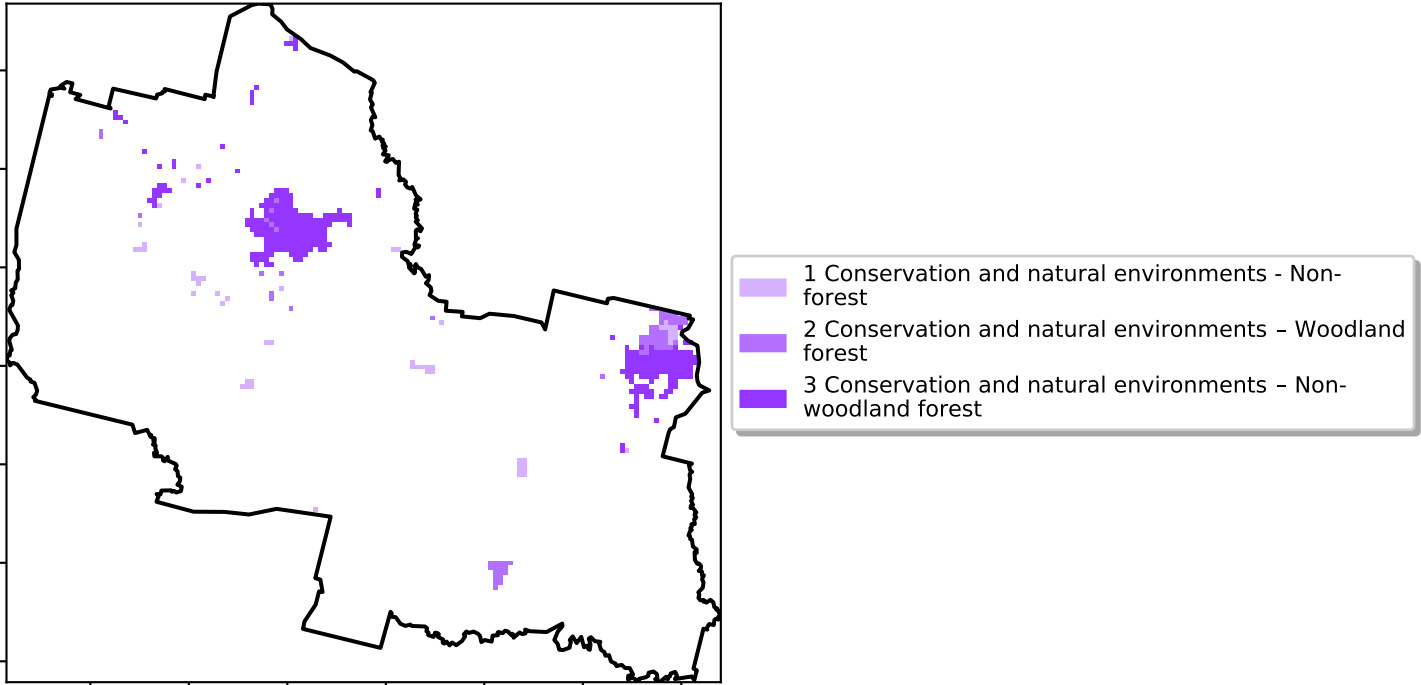 1 Conservation and natural environments - Non-
forest
2 Conservation and natural environments – Woodland
forest
3 Conservation and natural environments – Non-
woodland forest